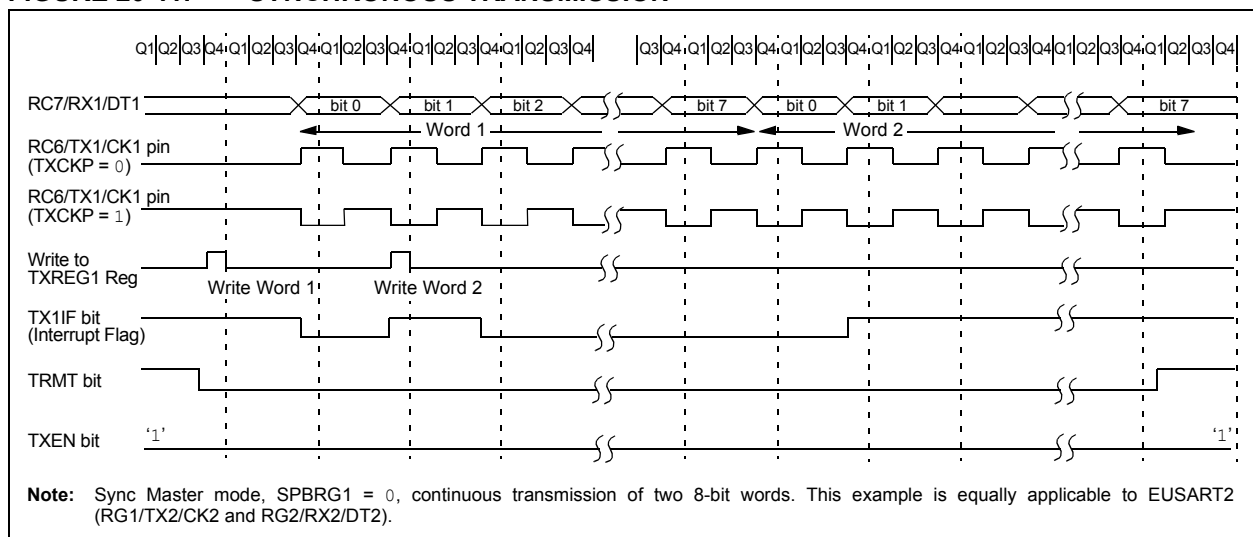 FIGURE 20-11: SYNCHRONOUS TRANSMISSION
Q1 Q2 Q3 Q4 Q1 Q2 Q3 Q4 Q1 Q2 Q3 Q4 Q1 Q2 Q3 Q4 Q1 Q2 Q3 Q4 Q3 Q4 Q1 Q2 Q3 Q4 Q1 Q2 Q3 Q4 Q1 Q2 Q3 Q4 Q1 Q2 Q3 Q4 Q1 Q2 Q3 Q4 Q1 Q2 Q3 Q4
RC7/RX1/DT1 bit 0 bit 1 bit 2 bit 7 bit 0 bit 1 bit 7
Word 1 Word 2
RC6/TX1/CK1 pin
(TXCKP = 0)
RC6/TX1/CK1 pin
(TXCKP = 1)
Write to
TXREG1 Reg
Write Word 1 Write Word 2
TX1IF bit
(Interrupt Flag)
TRMT bit
TXEN bit '1' '1'
Note: Sync Master mode, SPBRG1 = 0, continuous transmission of two 8-bit words. This example is equally applicable to EUSART2
(RG1/TX2/CK2 and RG2/RX2/DT2).